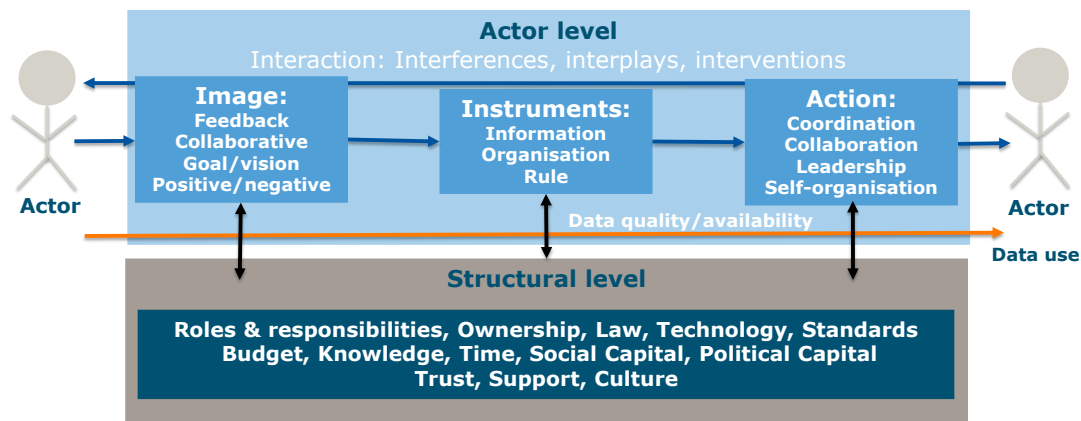 Actor level
Interaction: Interferences, interplays, interventions
Image:
Feedback
Collaborative
Goal/vision
Positive/negative
Instruments:
Information
Organisation
Rule
Action:
Coordination
Collaboration
Leadership
Self-organisation
Actor
Actor
Data quality/availability
Data use
Structural level
Roles & responsibilities, Ownership, Law, Technology, Standards
Budget, Knowledge, Time, Social Capital, Political Capital
Trust, Support, Culture